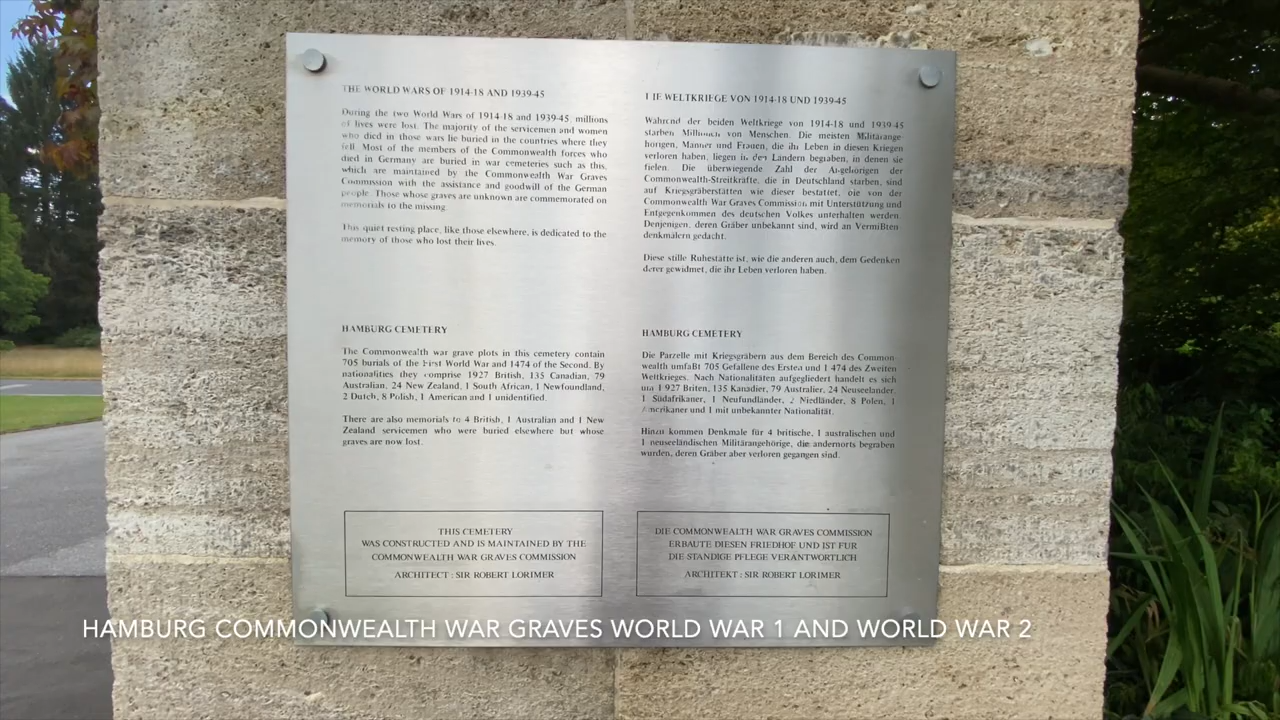 THE WORLD WARS OF 1914-18 AND 1939-45
During the two World Wars of 1914-18 and 1939-45 millions
of lives were lost. The majority of the servicemen and women
who died in those wars lie buried in the countries where they
fell. Most of the members of the Commonwealth forces who
died in Germany are buried in war cemeteries such as this,
which are maintained by the Commonwealth War Graves
Commission with the assistance and goodwill of the German
people. Those whose graves are unknown are commemorated on
memorials to the missing.
This quiet resting place, like those elsewhere, is dedicated to the
memory of those who lost their lives.
HAMBURG CEMETERY
The Commonwealth war grave plots in this cemetery contain
705 burials of the First World War and 1474 of the Second. By
nationalities they comprise 1927 British, 135 Canadian, 79
Australian, 24 New Zealand, 1 South African, 1 Newfoundland,
2 Dutch, 8 Polish, 1 American and 1 unidentified.
There are also memorials to 4 British, 1 Australian and 1 New
Zealand servicemen who were buried elsewhere but whose
graves are now lost.
THIS CEMETERY
WAS CONSTRUCTED AND IS MAINTAINED BY THE
COMMONWEALTH WAR GRAVES COMMISSION
ARCHITECT : SIR ROBERT LORIMER
DIE WELTKRIEGE VON 1914-18 UND 1939-45
Während der beiden Weltkriege von 1914-18 und 1939-45
starben Millionen von Menschen. Die meisten Militärange-
hörigen, Männer und Frauen, die ihr Leben in diesen Kriegen
verloren haben, liegen in den Ländern begraben, in denen sie
fielen. Die überwiegende Zahl der Angehörigen der
Commonwealth-Streitkräfte, die in Deutschland starben, sind
auf Kriegsgräberstätten wie dieser bestattet, die von der
Commonwealth War Graves Commission mit Unterstützung und
Entgegenkommen des deutschen Volkes unterhalten werden.
Denjenigen, deren Gräber unbekannt sind, wird an Vermißten-
denkmälern gedacht.
Diese stille Ruhestätte ist, wie die anderen auch, dem Gedenken
derer gewidmet, die ihr Leben verloren haben.
HAMBURG CEMETERY
Die Parzelle mit Kriegsgräbern aus dem Bereich des Common-
wealth umfaßt 705 Gefallene des Ersten und 1 474 des Zweiten
Weltkrieges. Nach Nationalitäten aufgegliedert handelt es sich
um 1 927 Briten, 135 Kanadier, 79 Australier, 24 Neuseeländer,
1 Südafrikaner, 1 Neufundländer, 2 Niedländer, 8 Polen, 1
Amerikaner und 1 mit unbekannter Nationalität.
Hinzu kommen Denkmale für 4 britische, 1 australischen und
1 neuseeländischen Militärangehörige, die andernorts begraben
wurden, deren Gräber aber verloren gegangen sind.
DIE COMMONWEALTH WAR GRAVES COMMISSION
ERBAUTE DIESEN FRIEDHOF UND IST FÜR
DIE STÄNDIGE PFLEGE VERANTWORTLICH
ARCHITEKT : SIR ROBERT LORIMER
HAMBURG COMMONWEALTH WAR GRAVES WORLD WAR 1 AND WORLD WAR 2